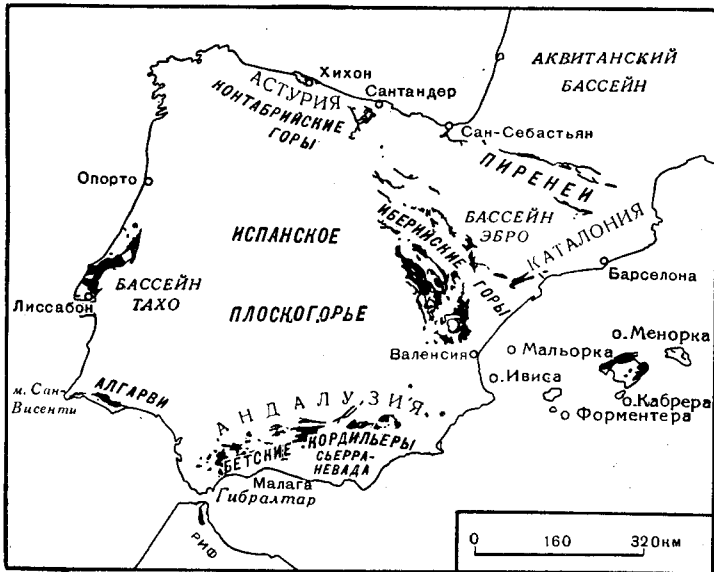 АКВИТАНСКИЙ
БАССЕЙН
Хихон
АСТУРИЯ
Сантандер
КОНТАБРИЙСКИЕ
ГОРЫ
Сан-Себастьян
ПИРЕНЕИ
Опорто
ИБЕРИЙСКИЕ
ГОРЫ
БАССЕЙН
ЭБРО
КАТАЛОНИЯ
ИСПАНСКОЕ
ПЛОСКОГОРЬЕ
Барселона
БАССЕЙН
ТАХО
Лиссабон
Валенсия
о. Менорка
о. Мальорка
о. Ивиса
о. Кабрера
о. Форментера
м. Сан-
Висенти
АЛГАРВИ
АНДАЛУЗИЯ
БЕТСКИЕ
КОРДИЛЬЕРЫ
СЬЕРРА-
НЕВАДА
Малага
Гибралтар
РИФ
0 160 320км